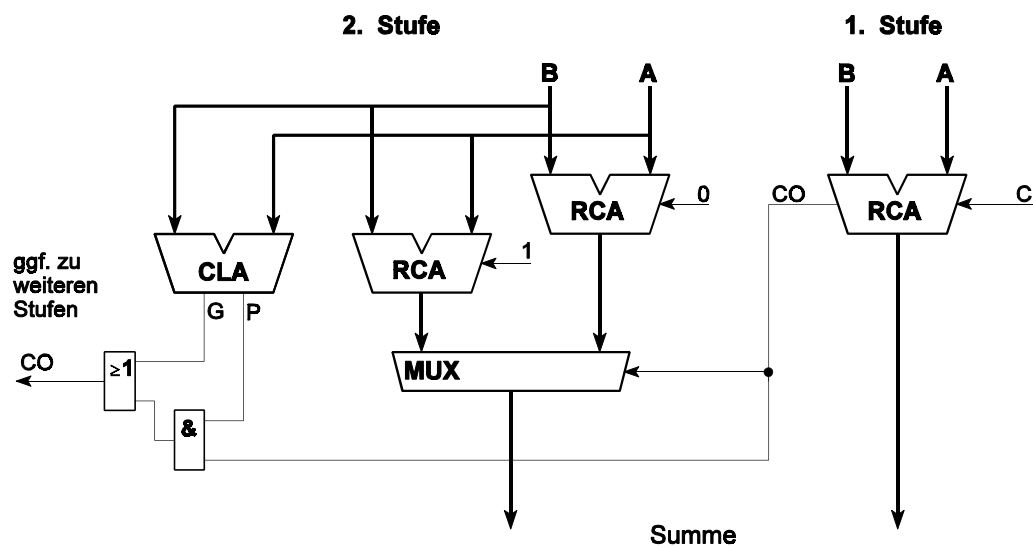 2. Stufe
1. Stufe
B
A
B
A
RCA
0
CO
RCA
C
CLA
RCA
1
ggf. zu
weiteren
Stufen
G
P
CO
≥1
MUX
&
Summe